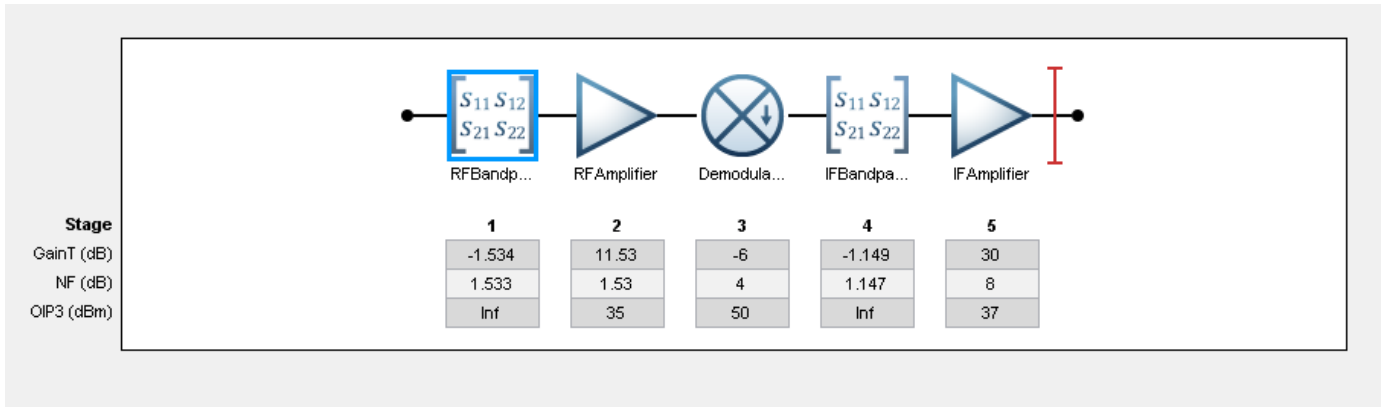 S11 S12 S11 S12
S21 S22 S21 S22
RFBandp... RFAmplifier Demodula... IFBandpa... IFAmplifier
Stage 1 2 3 4 5
GainT (dB) -1.534 11.53 -6 -1.149 30
NF (dB) 1.533 1.53 4 1.147 8
OIP3 (dBm) Inf 35 50 Inf 37